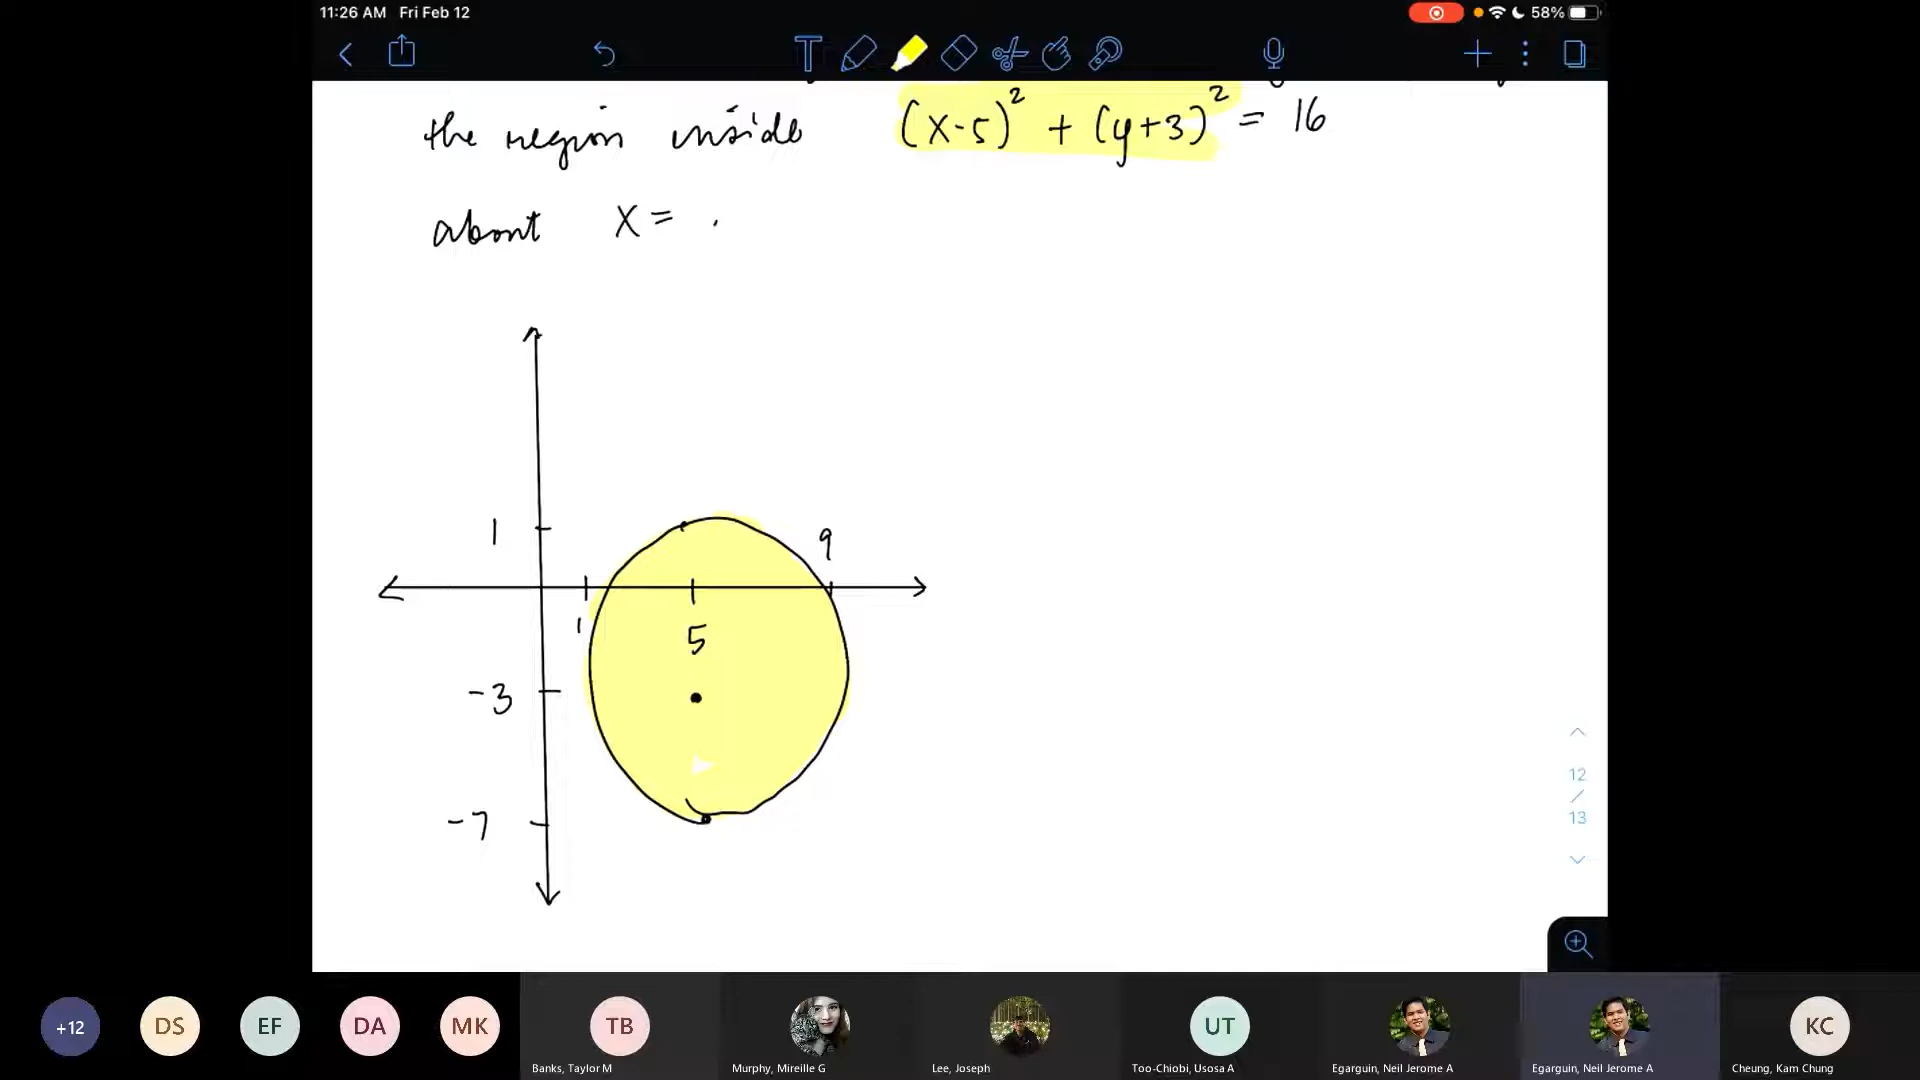 11:26 AM Fri Feb 12
58%
T
the region inside (x-5)² + (y+3)² = 16
about x = .
1
9
1
5
-3
-7
12
/
13
+12
DS
EF
DA
MK
TB
UT
KC
Banks, Taylor M
Murphy, Mireille G
Lee, Joseph
Too-Chiobi, Usosa A
Egarguin, Neil Jerome A
Egarguin, Neil Jerome A
Cheung, Kam Chung